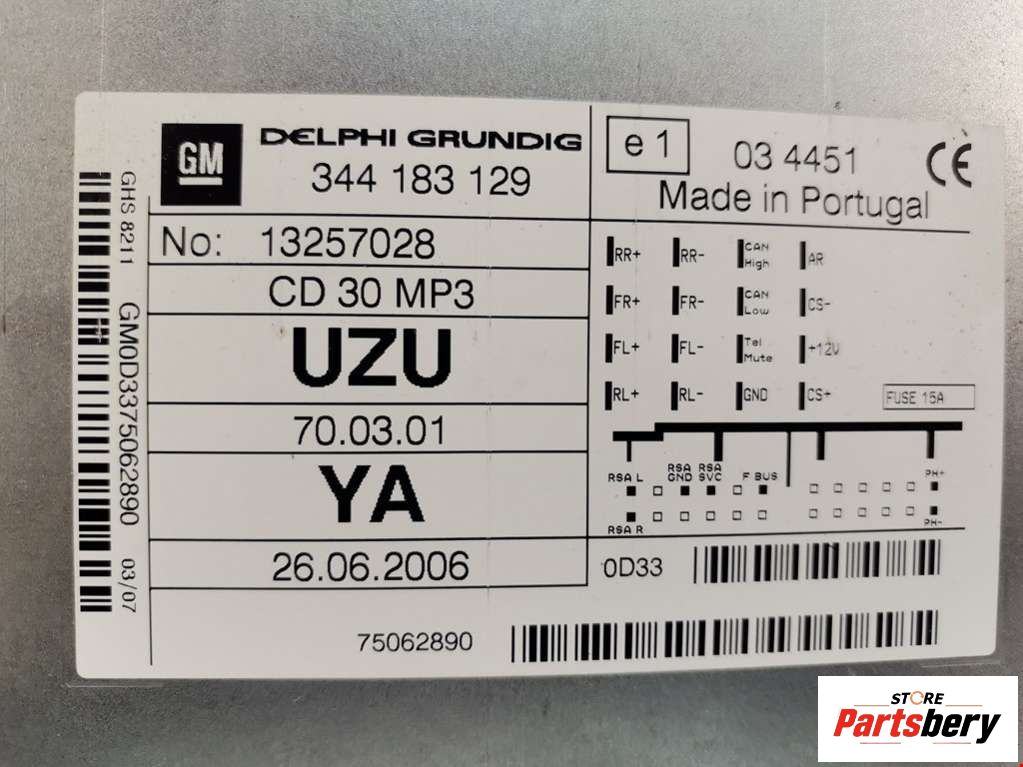 GM
DELPHI GRUNDIG
344 183 129
No: 13257028
CD 30 MP3
UZU
70.03.01
YA
26.06.2006
75062890
GHS 8211 GM0D3375062890 03/07
e1 03 4451 CE
Made in Portugal
RR+ RR- CAN High AR
FR+ FR- CAN Low CS-
FL+ FL- Tel Mute +12V
RL+ RL- GND CS+
FUSE 15A
RSA L RSA GND RSA SVC F BUS PH+
RSA R PH-
0D33
STORE
Partsbery